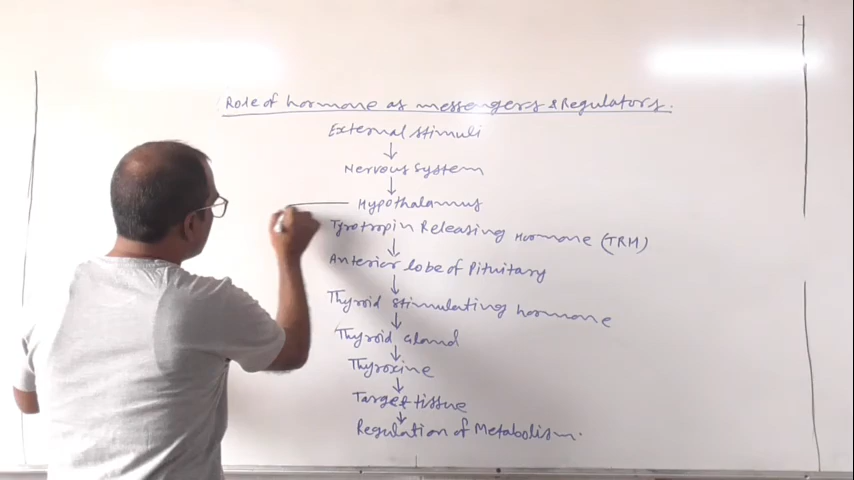 Role of hormone as messengers & Regulators.
External stimuli
↓
Nervous System
↓
Hypothalamus
Tyrotropin Releasing Hormone (TRH)
↓
Anterior lobe of Pituitary
↓
Thyroid stimulating hormone
↓
Thyroid Gland
↓
Thyroxine
↓
Target tissue
↓
Regulation of Metabolism.